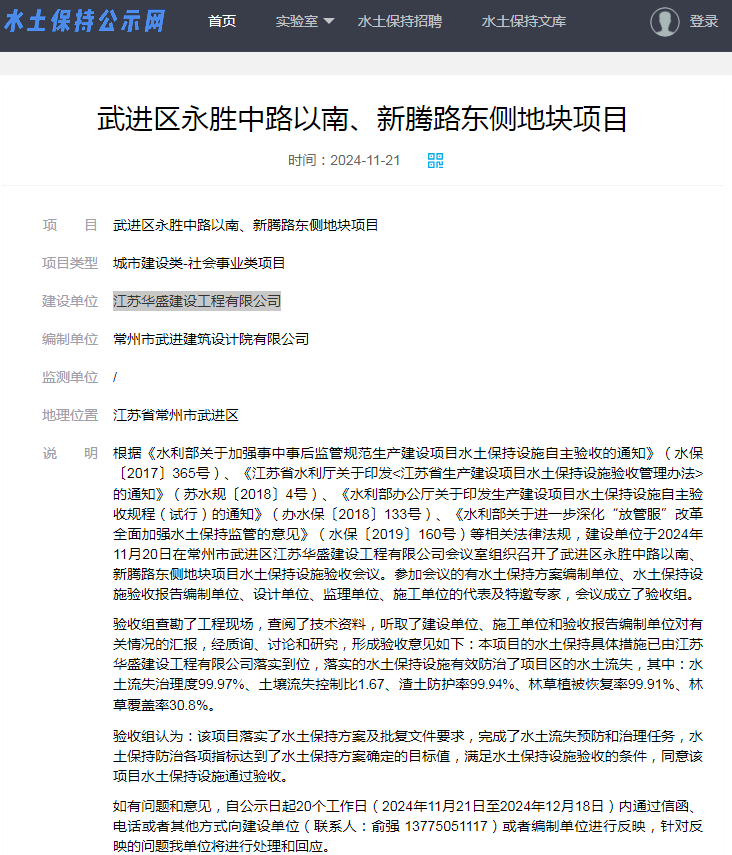 水土保持公示网 首页 实验室 水土保持招聘 水土保持文库 登录
武进区永胜中路以南、新腾路东侧地块项目
时间：2024-11-21
项 目 武进区永胜中路以南、新腾路东侧地块项目
项目类型 城市建设类-社会事业类项目
建设单位 江苏华盛建设工程有限公司
编制单位 常州市武进建筑设计院有限公司
监测单位 /
地理位置 江苏省常州市武进区
说 明 根据《水利部关于加强事中事后监管规范生产建设项目水土保持设施自主验收的通知》（水保
〔2017〕365号）、《江苏省水利厅关于印发<江苏省生产建设项目水土保持设施验收管理办法>
的通知》（苏水规〔2018〕4号）、《水利部办公厅关于印发生产建设项目水土保持设施自主验
收规程（试行）的通知》（办水保〔2018〕133号）、《水利部关于进一步深化“放管服”改革
全面加强水土保持监管的意见》（水保〔2019〕160号）等相关法律法规，建设单位于2024年
11月20日在常州市武进区江苏华盛建设工程有限公司会议室组织召开了武进区永胜中路以南、
新腾路东侧地块项目水土保持设施验收会议。参加会议的有水土保持方案编制单位、水土保持设
施验收报告编制单位、设计单位、监理单位、施工单位的代表及特邀专家，会议成立了验收组。
验收组查勘了工程现场，查阅了技术资料，听取了建设单位、施工单位和验收报告编制单位对有
关情况的汇报，经质询、讨论和研究，形成验收意见如下：本项目的水土保持具体措施已由江苏
华盛建设工程有限公司落实到位，落实的水土保持设施有效防治了项目区的水土流失，其中：水
土流失治理度99.97%、土壤流失控制比1.67、渣土防护率99.94%、林草植被恢复率99.91%、林
草覆盖率30.8%。
验收组认为：该项目落实了水土保持方案及批复文件要求，完成了水土流失预防和治理任务，水
土保持防治各项指标达到了水土保持方案确定的目标值，满足水土保持设施验收的条件，同意该
项目水土保持设施通过验收。
如有问题和意见，自公示日起20个工作日（2024年11月21日至2024年12月18日）内通过信函、
电话或者其他方式向建设单位（联系人：俞强 13775051117）或者编制单位进行反映，针对反
映的问题我单位将进行处理和回应。